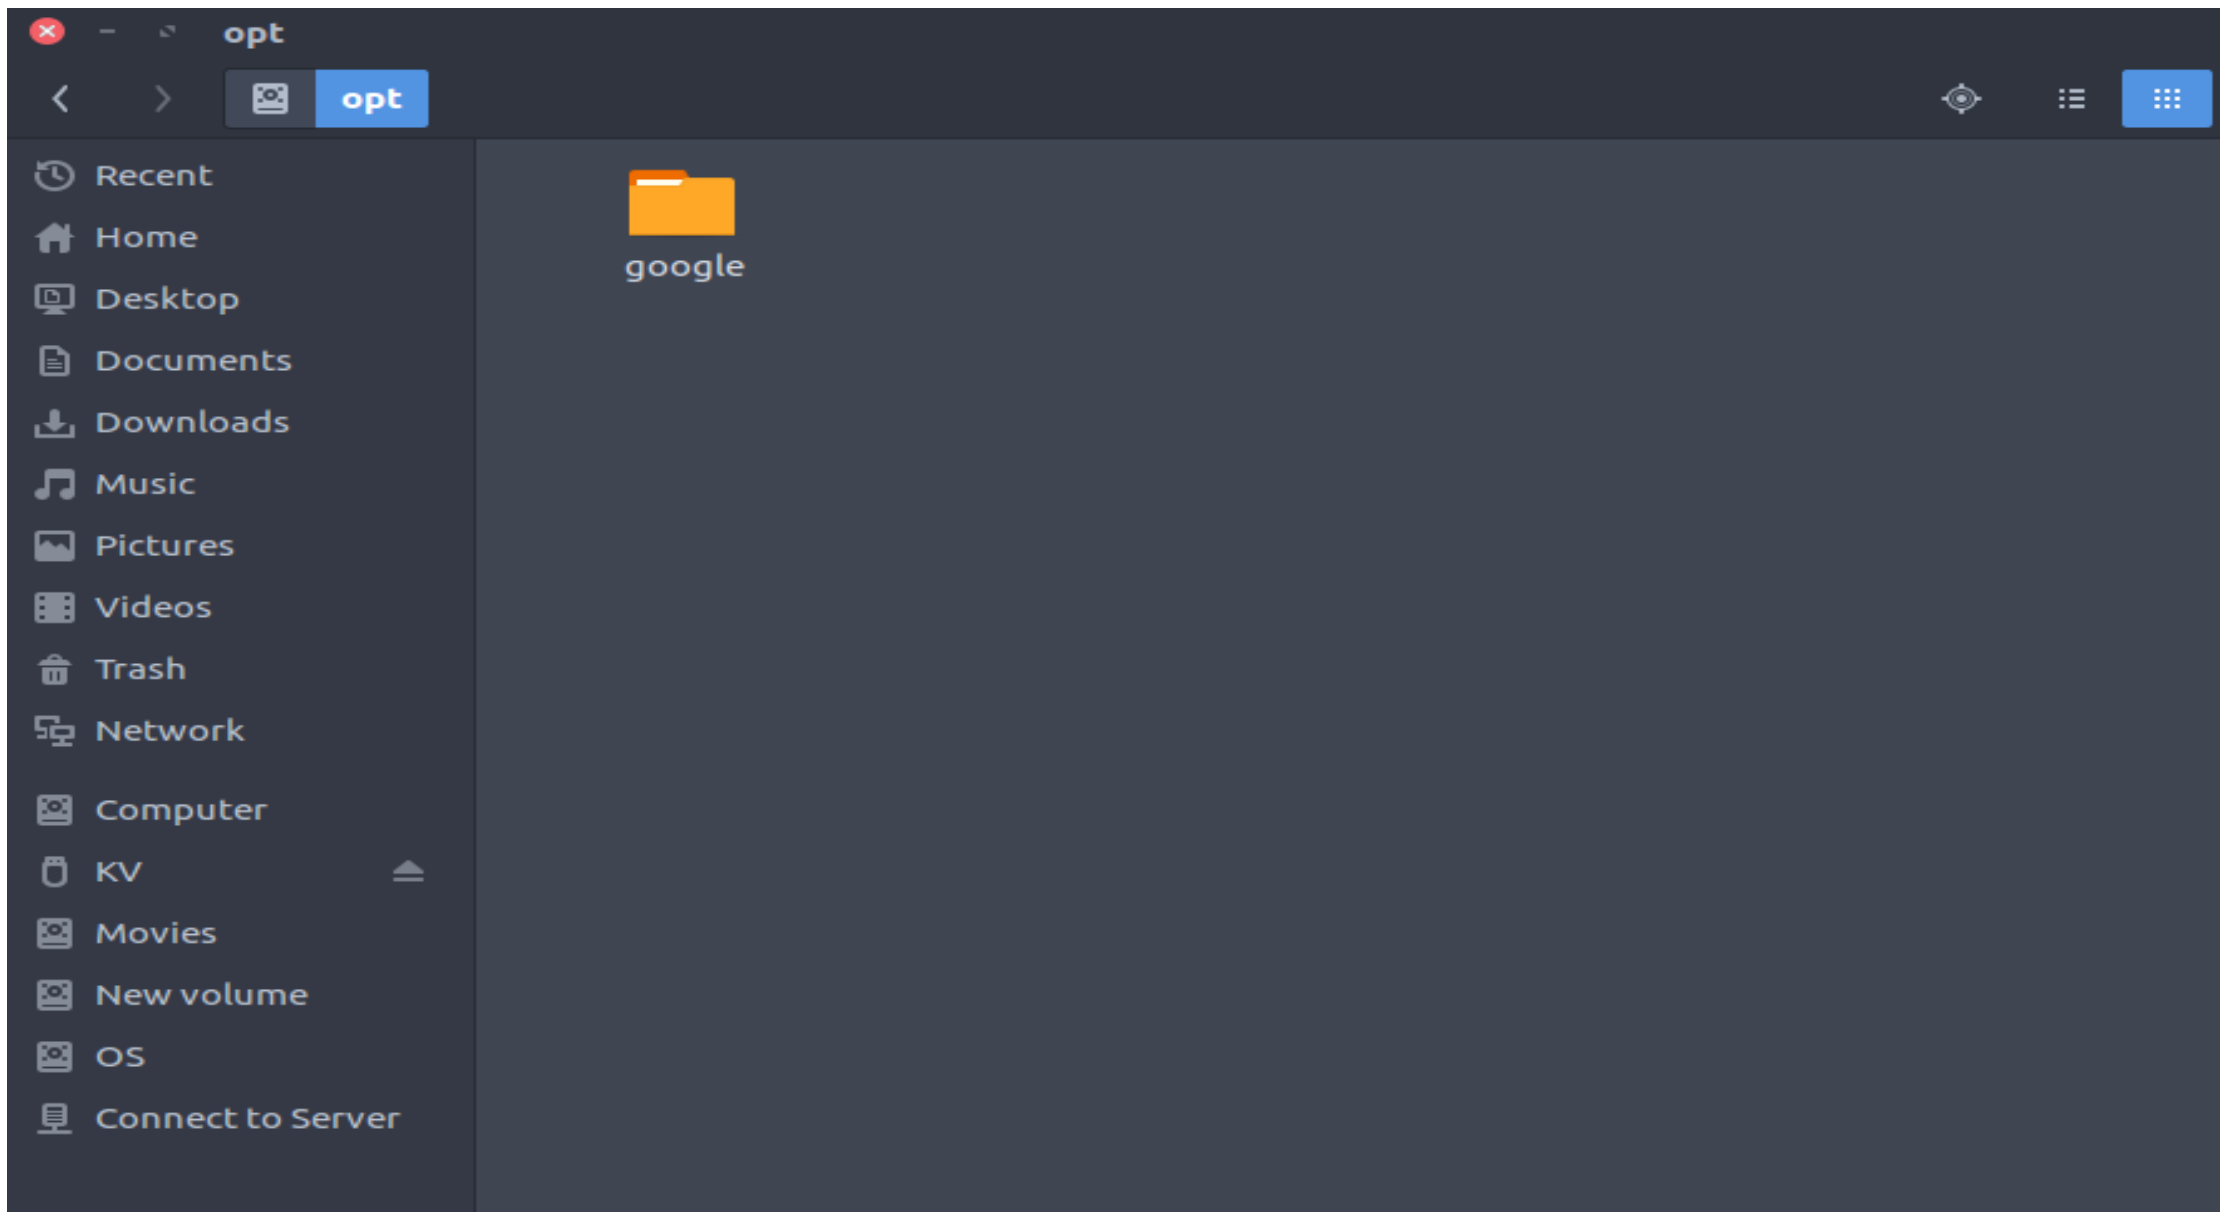 opt
opt
Recent
Home
Desktop
Documents
Downloads
Music
Pictures
Videos
Trash
Network
Computer
KV
Movies
New volume
OS
Connect to Server
google